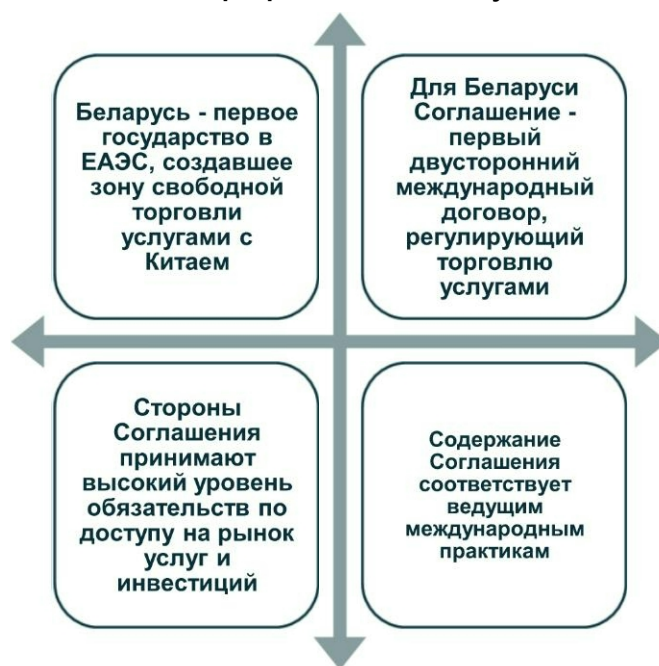 Беларусь - первое
государство в
ЕАЭС, создавшее
зону свободной
торговли
услугами с
Китаем
Для Беларуси
Соглашение -
первый
двусторонний
международный
договор,
регулирующий
торговлю
услугами
Стороны
Соглашения
принимают
высокий уровень
обязательств по
доступу на рынок
услуг и
инвестиций
Содержание
Соглашения
соответствует
ведущим
международным
практикам